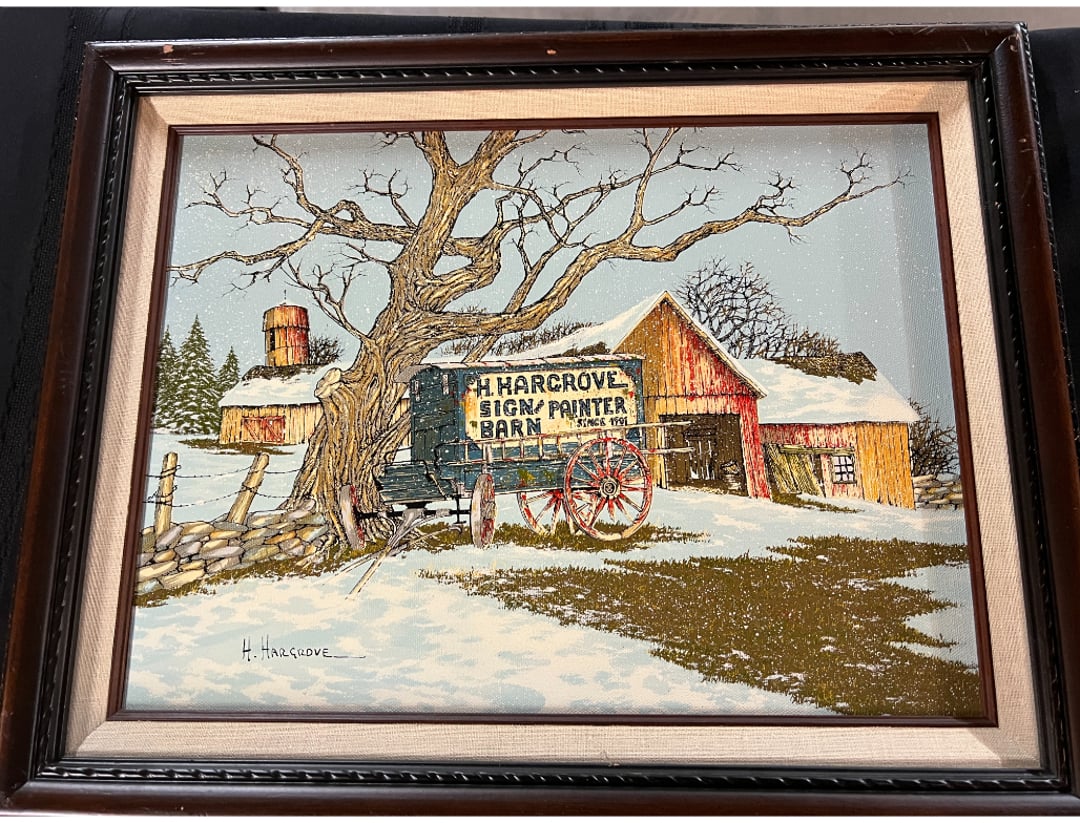 H. HARGROVE
SIGN/ PAINTER
BARN SINCE 1791
H. HARGROVE